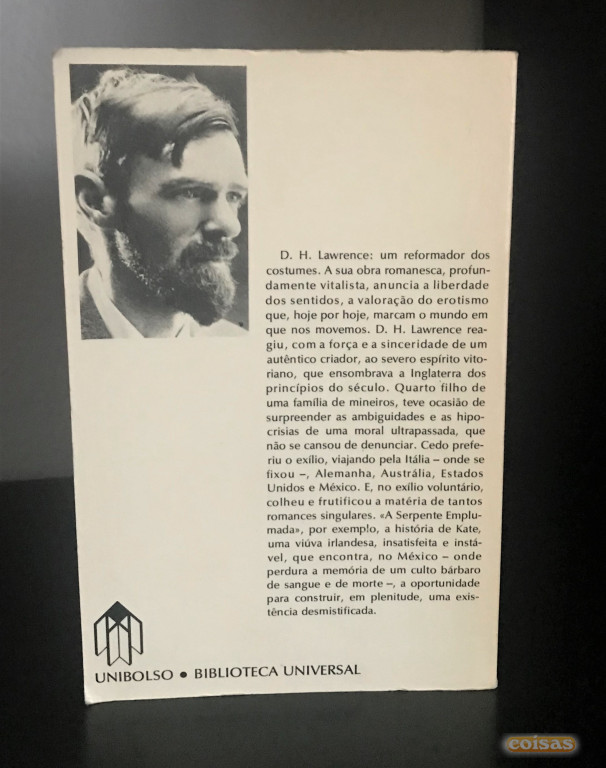 D. H. Lawrence: um reformador dos
costumes. A sua obra romanesca, profun-
damente vitalista, anuncia a liberdade
dos sentidos, a valoração do erotismo
que, hoje por hoje, marcam o mundo em
que nos movemos. D. H. Lawrence rea-
giu, com a força e a sinceridade de um
autêntico criador, ao severo espírito vito-
riano, que ensombrava a Inglaterra dos
princípios do século. Quarto filho de
uma família de mineiros, teve ocasião de
surpreender as ambiguidades e as hipo-
crisias de uma moral ultrapassada, que
não se cansou de denunciar. Cedo prefe-
riu o exílio, viajando pela Itália – onde se
fixou –, Alemanha, Austrália, Estados
Unidos e México. E, no exílio voluntário,
colheu e frutificou a matéria de tantos
romances singulares. «A Serpente Emplu-
mada», por exemplo, a história de Kate,
uma viúva irlandesa, insatisfeita e instá-
vel, que encontra, no México – onde
perdura a memória de um culto bárbaro
de sangue e de morte –, a oportunidade
para construir, em plenitude, uma exis-
tência desmistificada.
UNIBOLSO • BIBLIOTECA UNIVERSAL
coisas